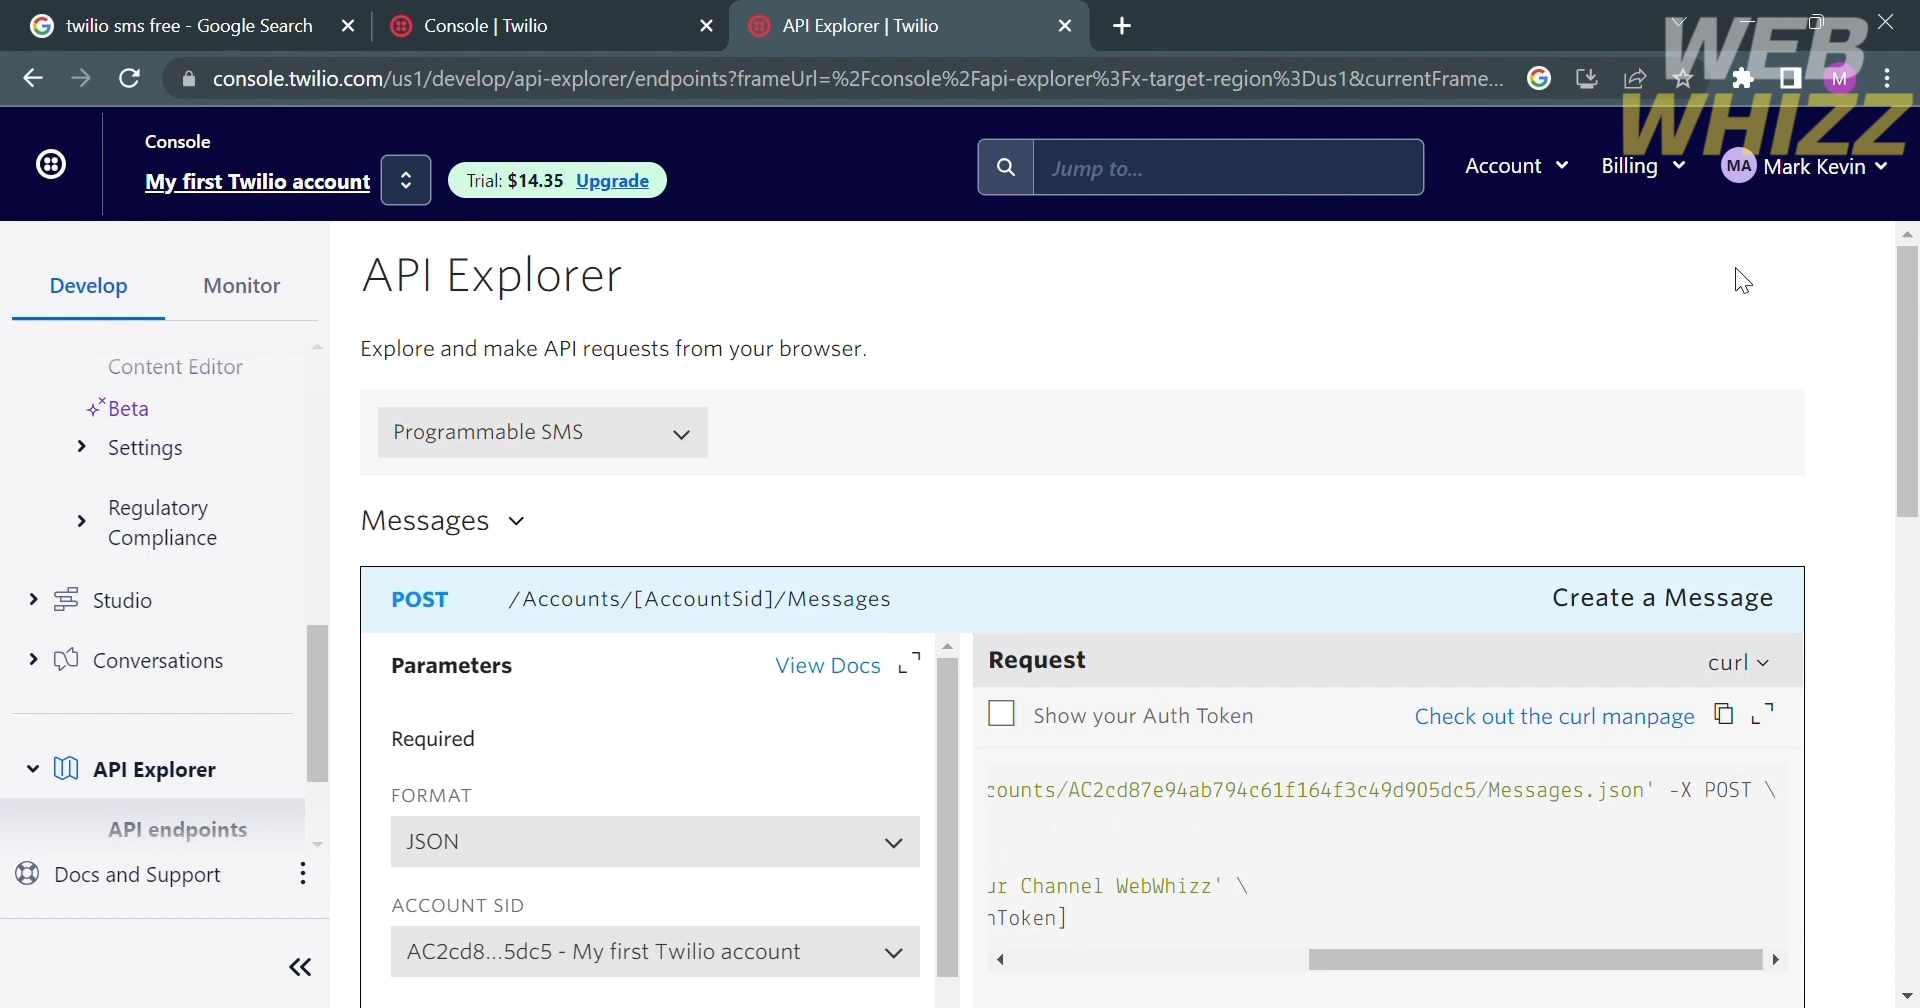 twilio sms free - Google Search
Console | Twilio
API Explorer | Twilio
console.twilio.com/us1/develop/api-explorer/endpoints?frameUrl=%2Fconsole%2Fapi-explorer%3Fx-target-region%3Dus1&currentFrame...
M
WEB
WHIZZ
Console
My first Twilio account
Trial: $14.35 Upgrade
Jump to...
Account
Billing
MA Mark Kevin
Develop
Monitor
Content Editor
Beta
Settings
Regulatory
Compliance
Studio
Conversations
API Explorer
API endpoints
Docs and Support
API Explorer
Explore and make API requests from your browser.
Programmable SMS
Messages
POST /Accounts/[AccountSid]/Messages Create a Message
Parameters View Docs
Required
FORMAT
JSON
ACCOUNT SID
AC2cd8...5dc5 - My first Twilio account
Request curl
Show your Auth Token Check out the curl manpage
counts/AC2cd87e94ab794c61f164f3c49d905dc5/Messages.json' -X POST \
ur Channel WebWhizz' \
nToken]